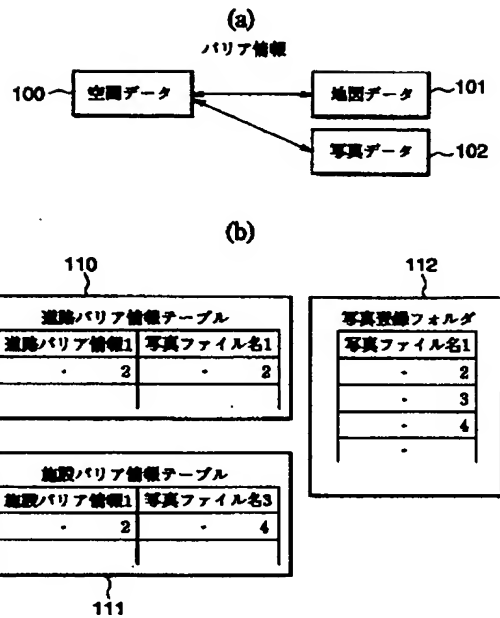 (a)
バリア情報
100 空間データ 地図データ 101
写真データ 102
(b)
110
道路バリア情報テーブル
道路バリア情報1 写真ファイル名1
・ 2 ・ 2
112
写真登録フォルダ
写真ファイル名1
・ 2
・ 3
・ 4
・
施設バリア情報テーブル
施設バリア情報1 写真ファイル名3
・ 2 ・ 4
111